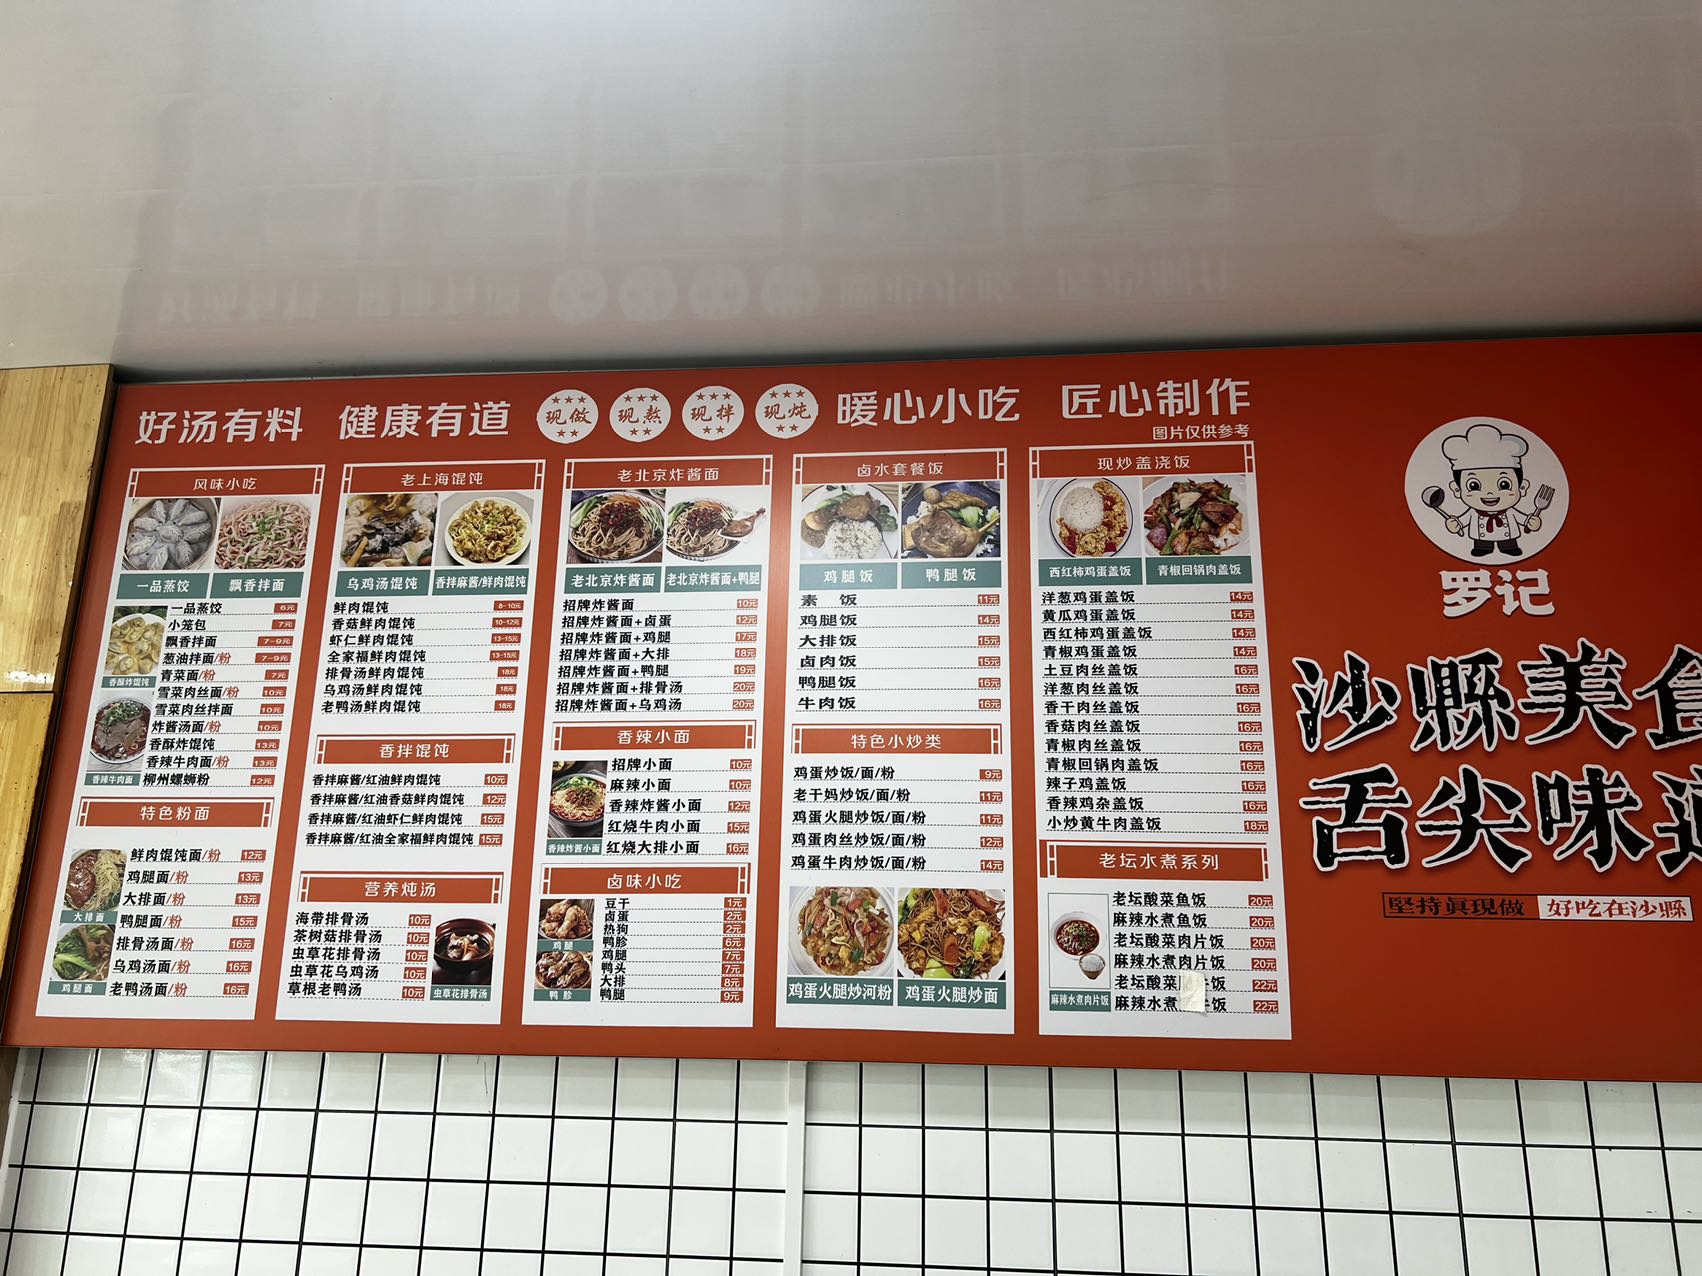 好汤有料 健康有道 现做 现熬 现拌 现炖 暖心小吃 匠心制作
图片仅供参考
风味小吃
一品蒸饺 飘香拌面
一品蒸饺 6元
小笼包 7元
飘香拌面 7-9元
葱油拌面/粉 7-9元
青菜面/粉 7元
雪菜肉丝面/粉 10元
雪菜肉丝拌面 10元
炸酱汤面/粉 10元
香酥炸馄饨 13元
香辣牛肉面/粉 13元
柳州螺蛳粉 12元
香酥炸馄饨
香辣牛肉面
特色粉面
鲜肉馄饨面/粉 12元
鸡腿面/粉 13元
大排面/粉 13元
鸭腿面/粉 15元
排骨汤面/粉 16元
乌鸡汤面/粉 16元
老鸭汤面/粉 16元
大排面
鸡腿面
老上海馄饨
乌鸡汤馄饨 香拌麻酱/鲜肉馄饨
鲜肉馄饨 8-10元
香菇鲜肉馄饨 10-12元
虾仁鲜肉馄饨 13-15元
全家福鲜肉馄饨 13-15元
排骨汤鲜肉馄饨 18元
乌鸡汤鲜肉馄饨 18元
老鸭汤鲜肉馄饨 18元
香拌馄饨
香拌麻酱/红油鲜肉馄饨 10元
香拌麻酱/红油香菇鲜肉馄饨 12元
香拌麻酱/红油虾仁鲜肉馄饨 15元
香拌麻酱/红油全家福鲜肉馄饨 15元
营养炖汤
海带排骨汤 10元
茶树菇排骨汤 10元
虫草花排骨汤 10元
虫草花乌鸡汤 10元
草根老鸭汤 10元
虫草花排骨汤
老北京炸酱面
老北京炸酱面 老北京炸酱面+鸭腿
招牌炸酱面 10元
招牌炸酱面+卤蛋 12元
招牌炸酱面+鸡腿 17元
招牌炸酱面+大排 18元
招牌炸酱面+鸭腿 19元
招牌炸酱面+排骨汤 20元
招牌炸酱面+乌鸡汤 20元
香辣小面
招牌小面 10元
麻辣小面 10元
香辣炸酱小面 12元
红烧牛肉小面 15元
红烧大排小面 16元
香辣炸酱小面
卤味小吃
豆干 1元
卤蛋 2元
热狗 2元
鸭胗 6元
鸡腿 7元
鸭头 7元
大排 8元
鸭腿 9元
鸡腿
鸭胗
卤水套餐饭
鸡腿饭 鸭腿饭
素饭 11元
鸡腿饭 14元
大排饭 15元
卤肉饭 15元
鸭腿饭 16元
牛肉饭 16元
特色小炒类
鸡蛋炒饭/面/粉 9元
老干妈炒饭/面/粉 11元
鸡蛋火腿炒饭/面/粉 11元
鸡蛋肉丝炒饭/面/粉 12元
鸡蛋牛肉炒饭/面/粉 14元
鸡蛋火腿炒河粉 鸡蛋火腿炒面
现炒盖浇饭
西红柿鸡蛋盖饭 青椒回锅肉盖饭
洋葱鸡蛋盖饭 14元
黄瓜鸡蛋盖饭 14元
西红柿鸡蛋盖饭 14元
青椒鸡蛋盖饭 14元
土豆肉丝盖饭 16元
洋葱肉丝盖饭 16元
香干肉丝盖饭 16元
香菇肉丝盖饭 16元
青椒肉丝盖饭 16元
青椒回锅肉盖饭 16元
辣子鸡盖饭 16元
香辣鸡杂盖饭 16元
小炒黄牛肉盖饭 18元
老坛水煮系列
老坛酸菜鱼饭 20元
麻辣水煮鱼饭 20元
老坛酸菜肉片饭 20元
麻辣水煮肉片饭 20元
老坛酸菜 饭 22元
麻辣水煮 饭 22元
麻辣水煮肉片饭
罗记
沙縣美食
舌尖味道
堅持真現做 好吃在沙縣